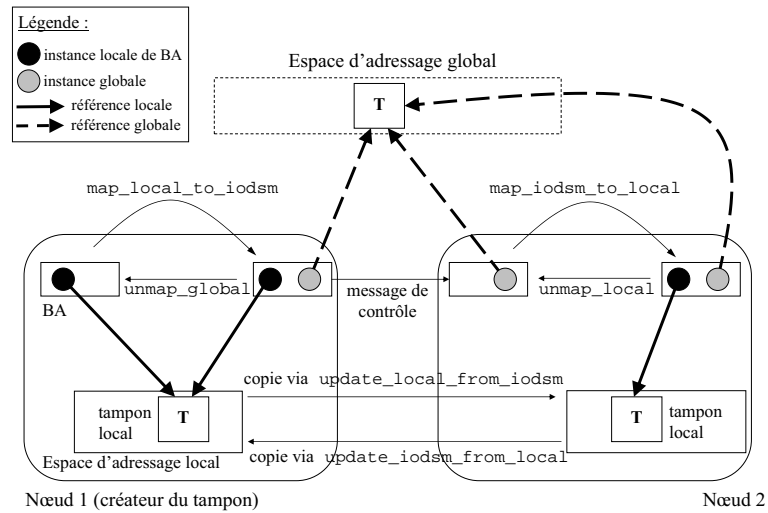 Légende :
instance locale de BA
instance globale
référence locale
référence globale
Espace d'adressage global
T
map_local_to_iodsm
map_iodsm_to_local
unmap_global
message de
contrôle
unmap_local
BA
copie via update_local_from_iodsm
tampon
local
T
T
tampon
local
Espace d'adressage local
copie via update_iodsm_from_local
Nœud 1 (créateur du tampon)
Nœud 2